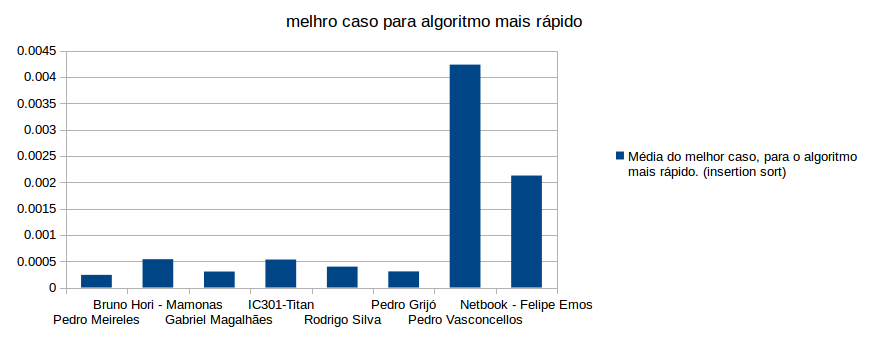 melhro caso para algoritmo mais rápido
0.0045
0.004
0.0035
0.003
0.0025
0.002
0.0015
0.001
0.0005
0
Bruno Hori - Mamonas IC301-Titan Pedro Grijó Netbook - Felipe Emos
Pedro Meireles Gabriel Magalhães Rodrigo Silva Pedro Vasconcellos
Média do melhor caso, para o algoritmo
mais rápido. (insertion sort)